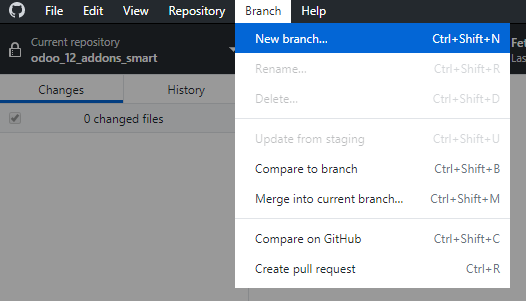 File Edit View Repository Branch Help
Current repository
odoo_12_addons_smart
Changes History
0 changed files
New branch... Ctrl+Shift+N
Rename... Ctrl+Shift+R
Delete... Ctrl+Shift+D
Update from staging Ctrl+Shift+U
Compare to branch Ctrl+Shift+B
Merge into current branch... Ctrl+Shift+M
Compare on GitHub Ctrl+Shift+C
Create pull request Ctrl+R
Fet
Las